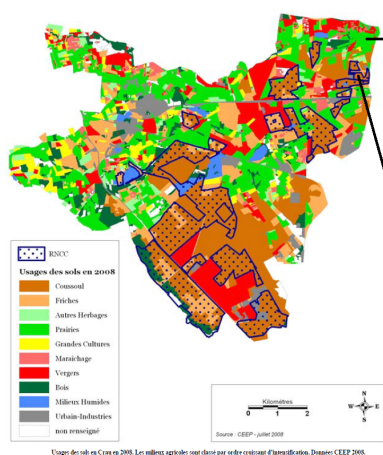 RNCC
Usages des sols en 2008
Coussoul
Friches
Autres Herbages
Prairies
Grandes Cultures
Maraichage
Vergers
Bois
Milieux Humides
Urbain-Industries
non renseigné
Kilomètres
0 1 2
N
W E
S
Source : CEEP - juillet 2008
Usages des sols en Crau en 2008. Les milieux agricoles sont classé par ordre croissant d'intensification. Données CEEP 2008.